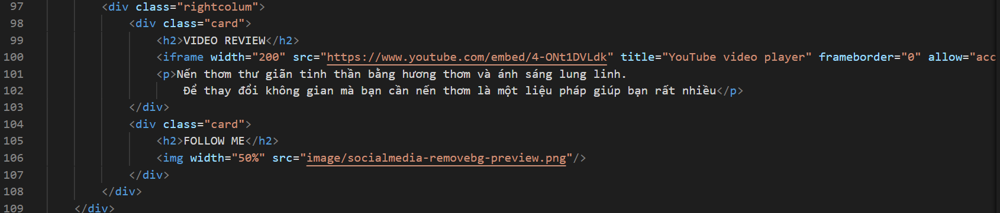 97 <div class="rightcolum">
98 <div class="card">
99 <h2>VIDEO REVIEW</h2>
100 <iframe width="200" src="https://www.youtube.com/embed/4-ONt1DVLdk" title="YouTube video player" frameborder="0" allow="acc
101 <p>Nến thơm thư giãn tinh thần bằng hương thơm và ánh sáng lung linh.
102 Để thay đổi không gian mà bạn cần nến thơm là một liệu pháp giúp bạn rất nhiều</p>
103 </div>
104 <div class="card">
105 <h2>FOLLOW ME</h2>
106 <img width="50%" src="image/socialmedia-removebg-preview.png"/>
107 </div>
108 </div>
109 </div>